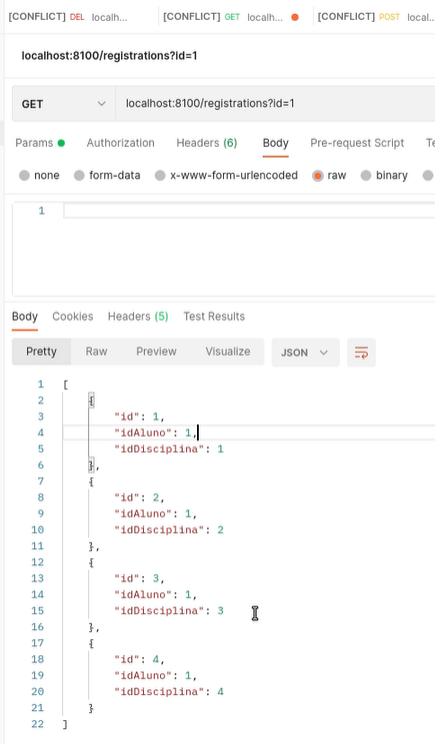 [CONFLICT] DEL localh... [CONFLICT] GET localh... [CONFLICT] POST local...
localhost:8100/registrations?id=1
GET localhost:8100/registrations?id=1
Params Authorization Headers (6) Body Pre-request Script Te
none form-data x-www-form-urlencoded raw binary
1
Body Cookies Headers (5) Test Results
Pretty Raw Preview Visualize JSON
1 [
2 {
3 "id": 1,
4 "idAluno": 1,
5 "idDisciplina": 1
6 },
7 {
8 "id": 2,
9 "idAluno": 1,
10 "idDisciplina": 2
11 },
12 {
13 "id": 3,
14 "idAluno": 1,
15 "idDisciplina": 3
16 },
17 {
18 "id": 4,
19 "idAluno": 1,
20 "idDisciplina": 4
21 }
22 ]